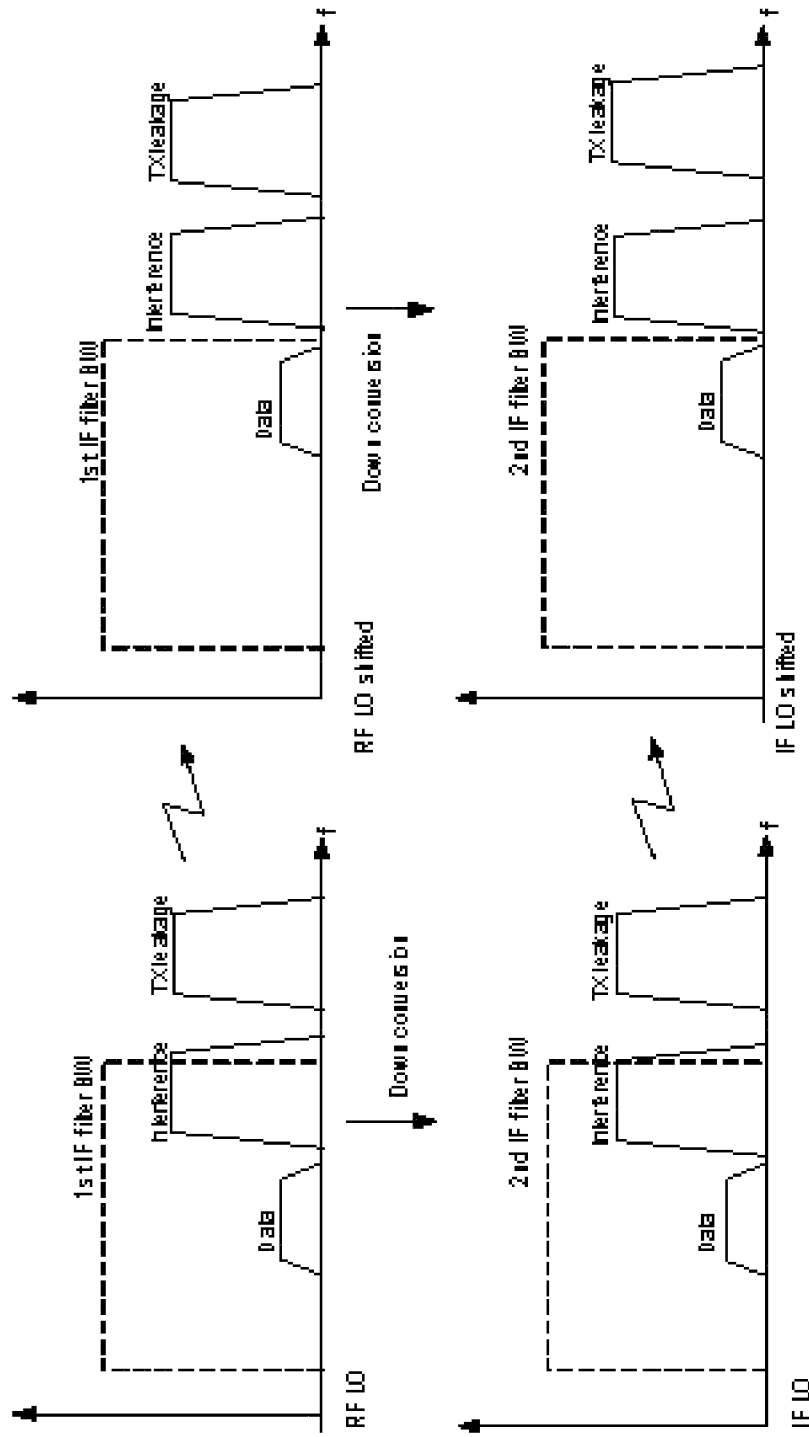 1st IF filter BW
Interference
TX leakage
Data
f
RF LO
Down conversion
1st IF filter BW
Interference
TX leakage
Data
f
RF LO shifted
Down conversion
2nd IF filter BW
Interference
TX leakage
Data
f
IF LO
2nd IF filter BW
Interference
TX leakage
Data
f
IF LO shifted